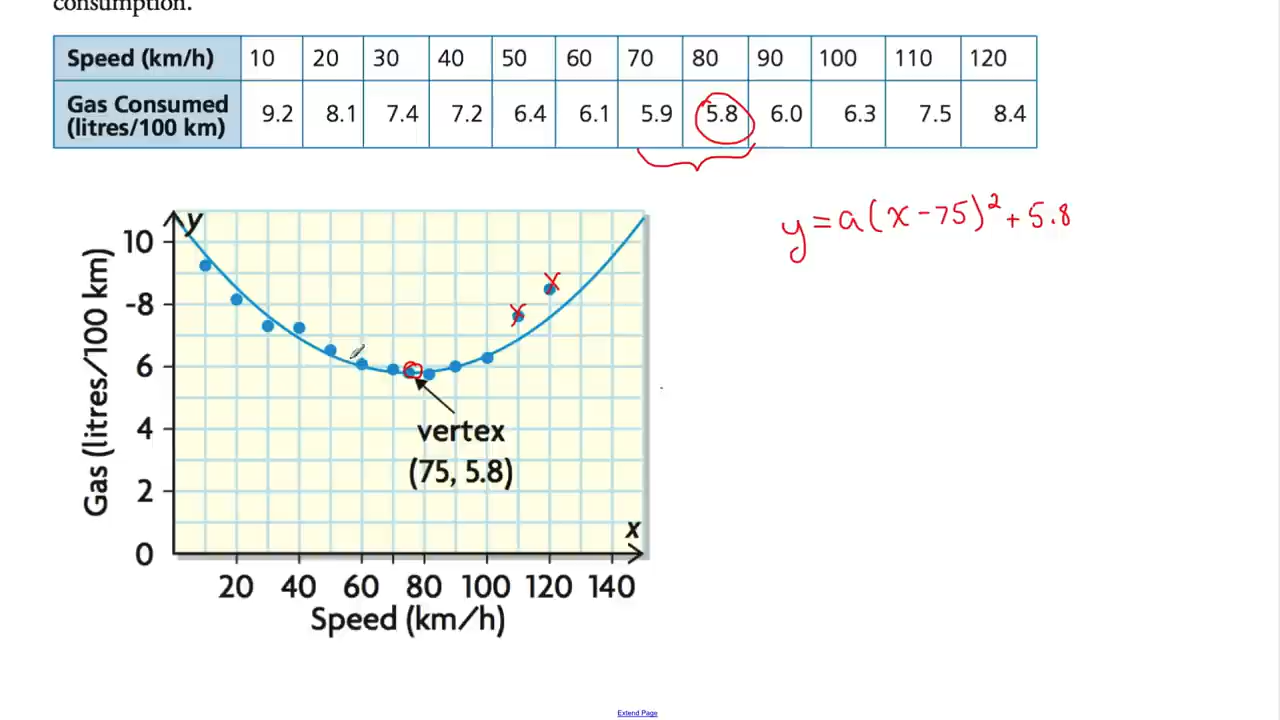 consumption.
Speed (km/h) 10 20 30 40 50 60 70 80 90 100 110 120
Gas Consumed (litres/100 km) 9.2 8.1 7.4 7.2 6.4 6.1 5.9 5.8 6.0 6.3 7.5 8.4
y = a(x - 75)² + 5.8
y
10
-8
6
4
2
0
Gas (litres/100 km)
vertex
(75, 5.8)
x
20 40 60 80 100 120 140
Speed (km/h)
Extend Page